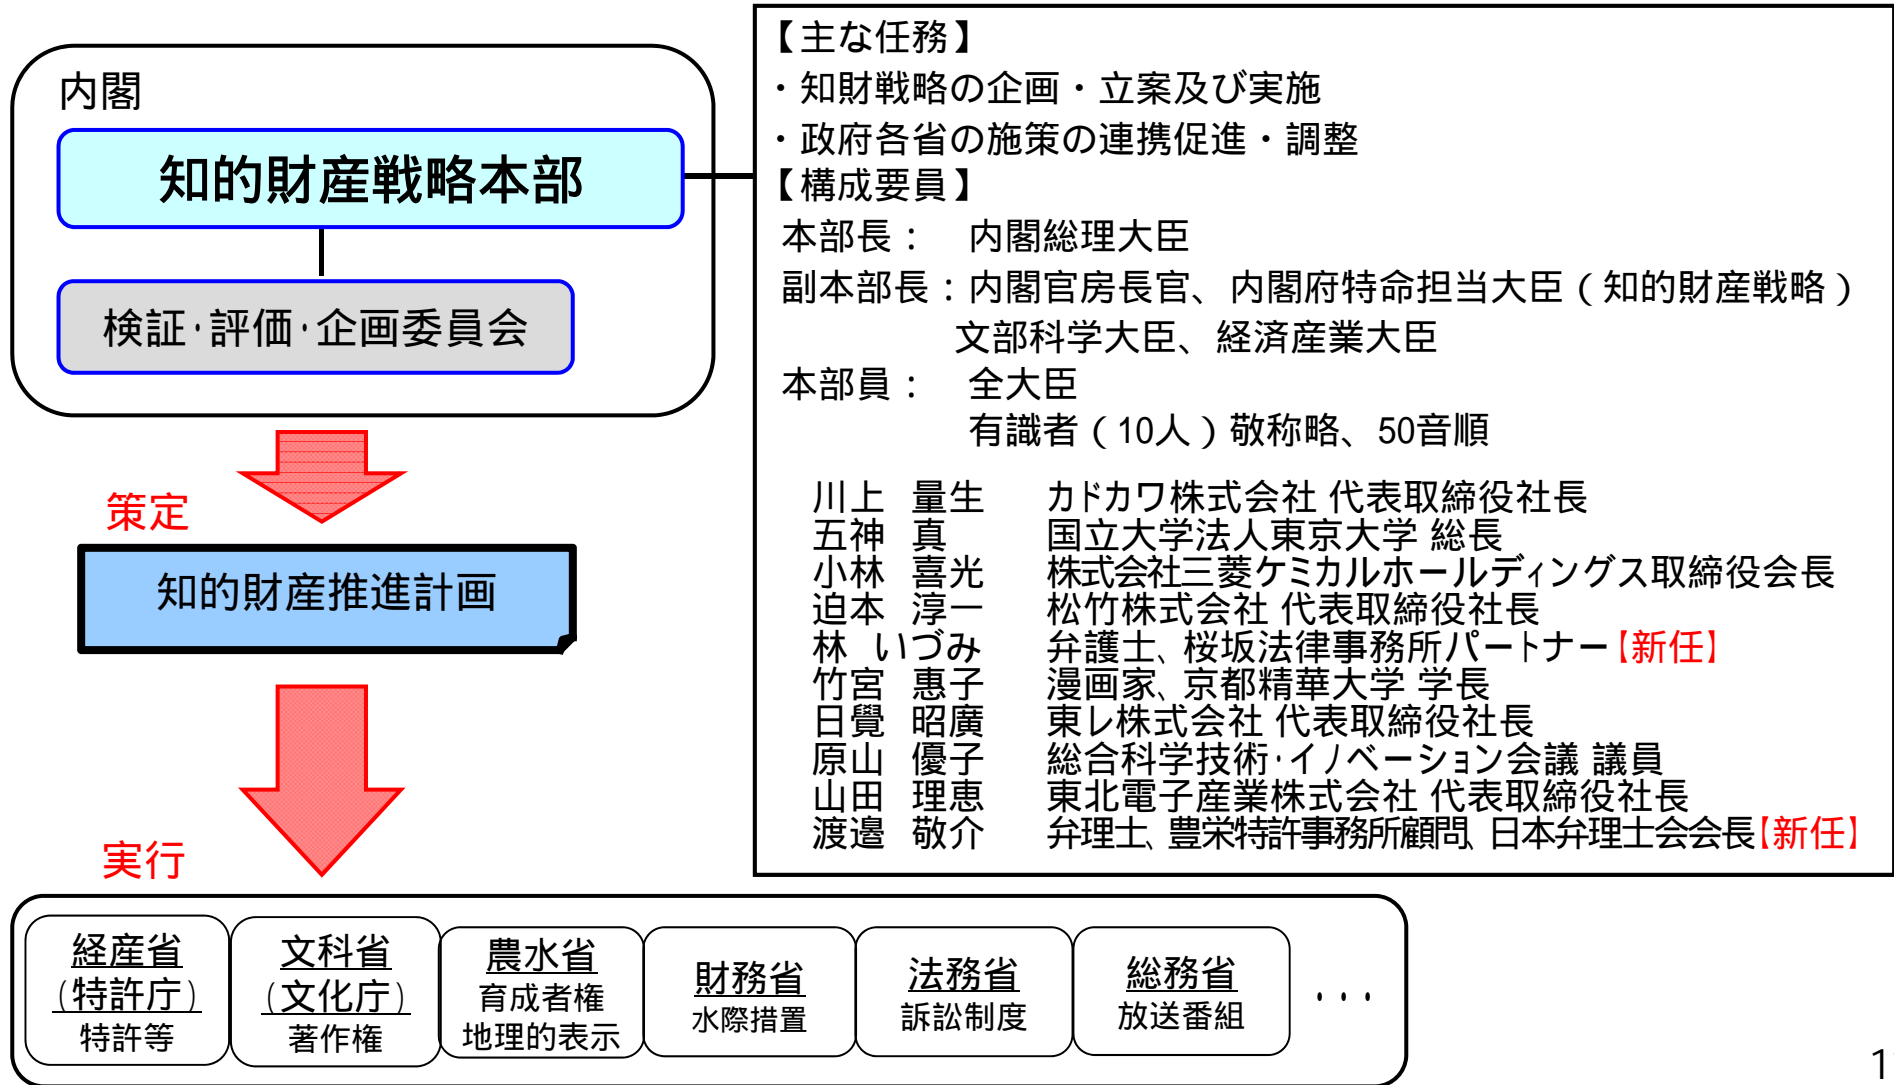 内閣
知的財産戦略本部
検証・評価・企画委員会
策定
知的財産推進計画
実行
【主な任務】
・知財戦略の企画・立案及び実施
・政府各省の施策の連携促進・調整
【構成要員】
本部長： 内閣総理大臣
副本部長：内閣官房長官、内閣府特命担当大臣（知的財産戦略）
文部科学大臣、経済産業大臣
本部員： 全大臣
有識者（10人）敬称略、50音順
川上 量生 カドカワ株式会社 代表取締役社長
五神 真 国立大学法人東京大学 総長
小林 喜光 株式会社三菱ケミカルホールディングス取締役会長
迫本 淳一 松竹株式会社 代表取締役社長
林 いづみ 弁護士、桜坂法律事務所パートナー【新任】
竹宮 惠子 漫画家、京都精華大学 学長
日覺 昭廣 東レ株式会社 代表取締役社長
原山 優子 総合科学技術・イノベーション会議 議員
山田 理恵 東北電子産業株式会社 代表取締役社長
渡邉 敬介 弁理士、豊栄特許事務所顧問、日本弁理士会会長【新任】
経産省
(特許庁)
特許等
文科省
(文化庁)
著作権
農水省
育成者権
地理的表示
財務省
水際措置
法務省
訴訟制度
総務省
放送番組
・・・